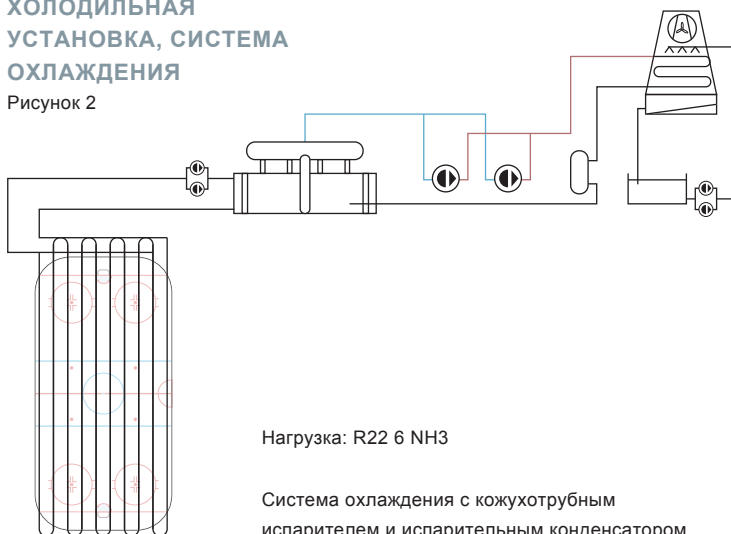 ХОЛОДИЛЬНАЯ
УСТАНОВКА, СИСТЕМА
ОХЛАЖДЕНИЯ
Рисунок 2
Нагрузка: R22 6 NH3
Система охлаждения с кожухотрубным
испарителем и испарительным конденсатором